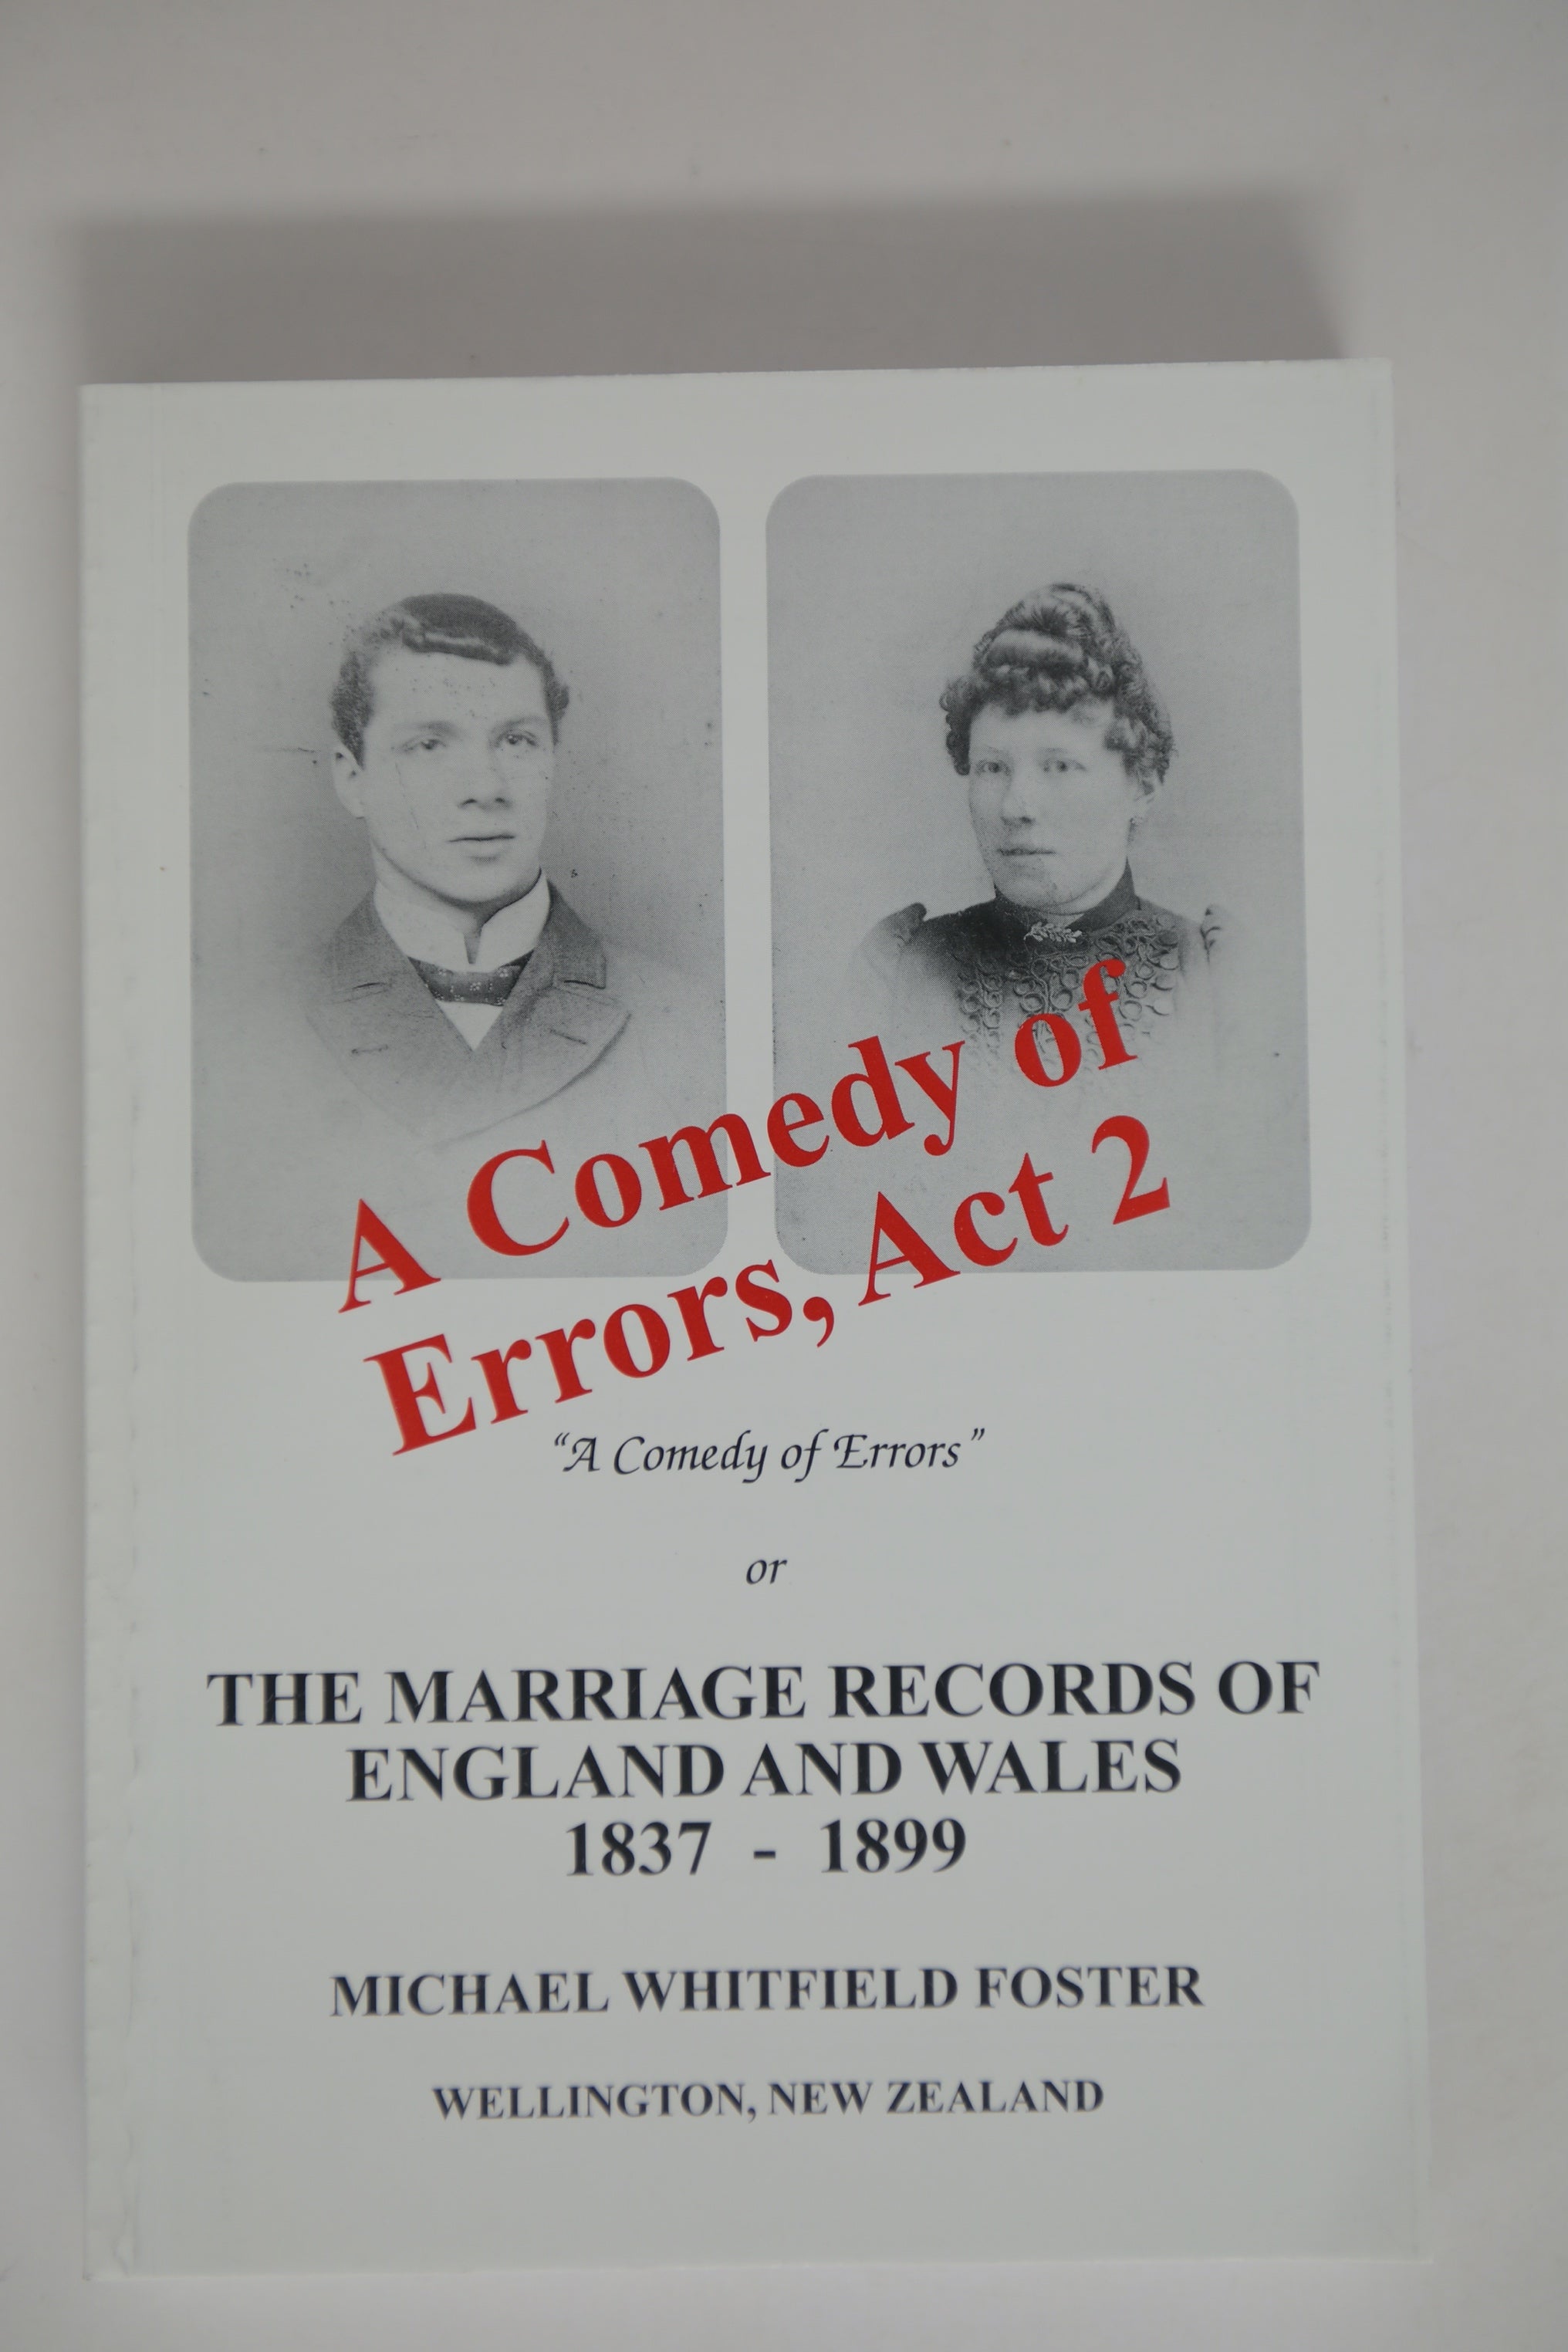 A Comedy of
Errors, Act 2
“A Comedy of Errors”
or
THE MARRIAGE RECORDS OF
ENGLAND AND WALES
1837 - 1899
MICHAEL WHITFIELD FOSTER
WELLINGTON, NEW ZEALAND